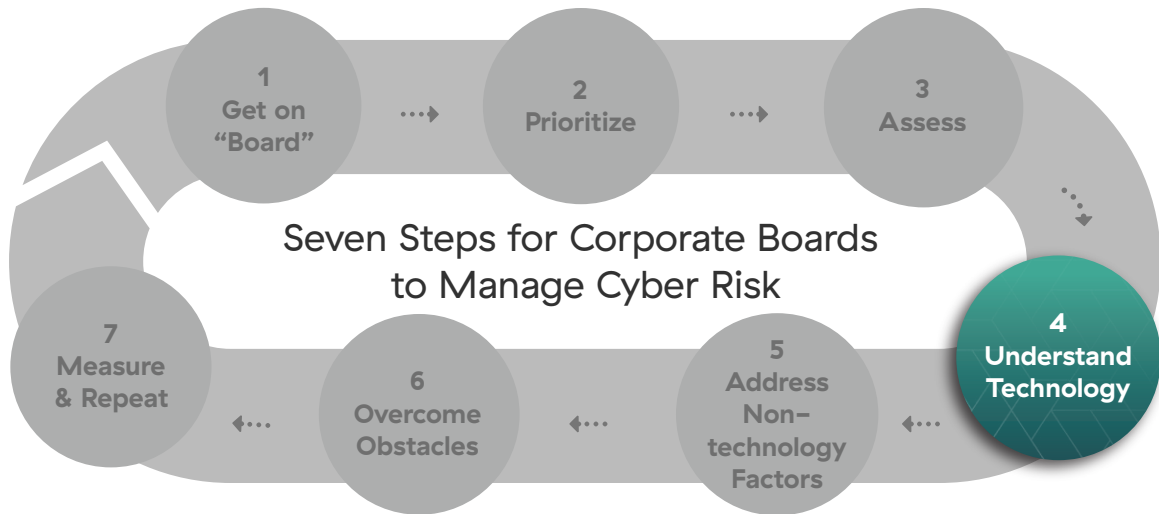 1
Get on
“Board”
2
Prioritize
3
Assess
Seven Steps for Corporate Boards
to Manage Cyber Risk
4
Understand
Technology
5
Address
Non-
technology
Factors
6
Overcome
Obstacles
7
Measure
& Repeat